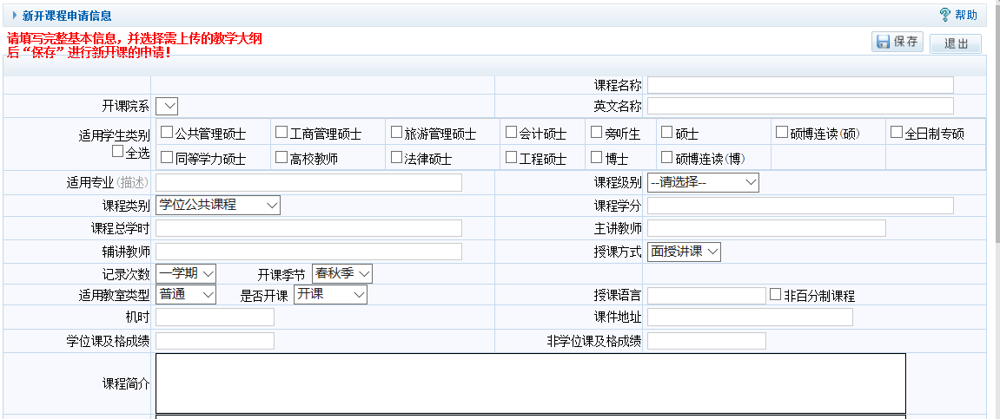 新开课程申请信息
帮助
请填写完整基本信息，并选择需上传的教学大纲
后“保存”进行新开课的申请！
保存
退出
课程名称
开课院系
英文名称
适用学生类别
全选
公共管理硕士
工商管理硕士
旅游管理硕士
会计硕士
旁听生
硕士
硕博连读(硕)
全日制专硕
同等学力硕士
高校教师
法律硕士
工程硕士
博士
硕博连读(博)
适用专业(描述)
课程级别
--请选择--
课程类别
学位公共课程
课程学分
课程总学时
主讲教师
辅讲教师
授课方式
面授讲课
记录次数
一学期
开课季节
春秋季
适用教室类型
普通
是否开课
开课
授课语言
非百分制课程
机时
课件地址
学位课及格成绩
非学位课及格成绩
课程简介